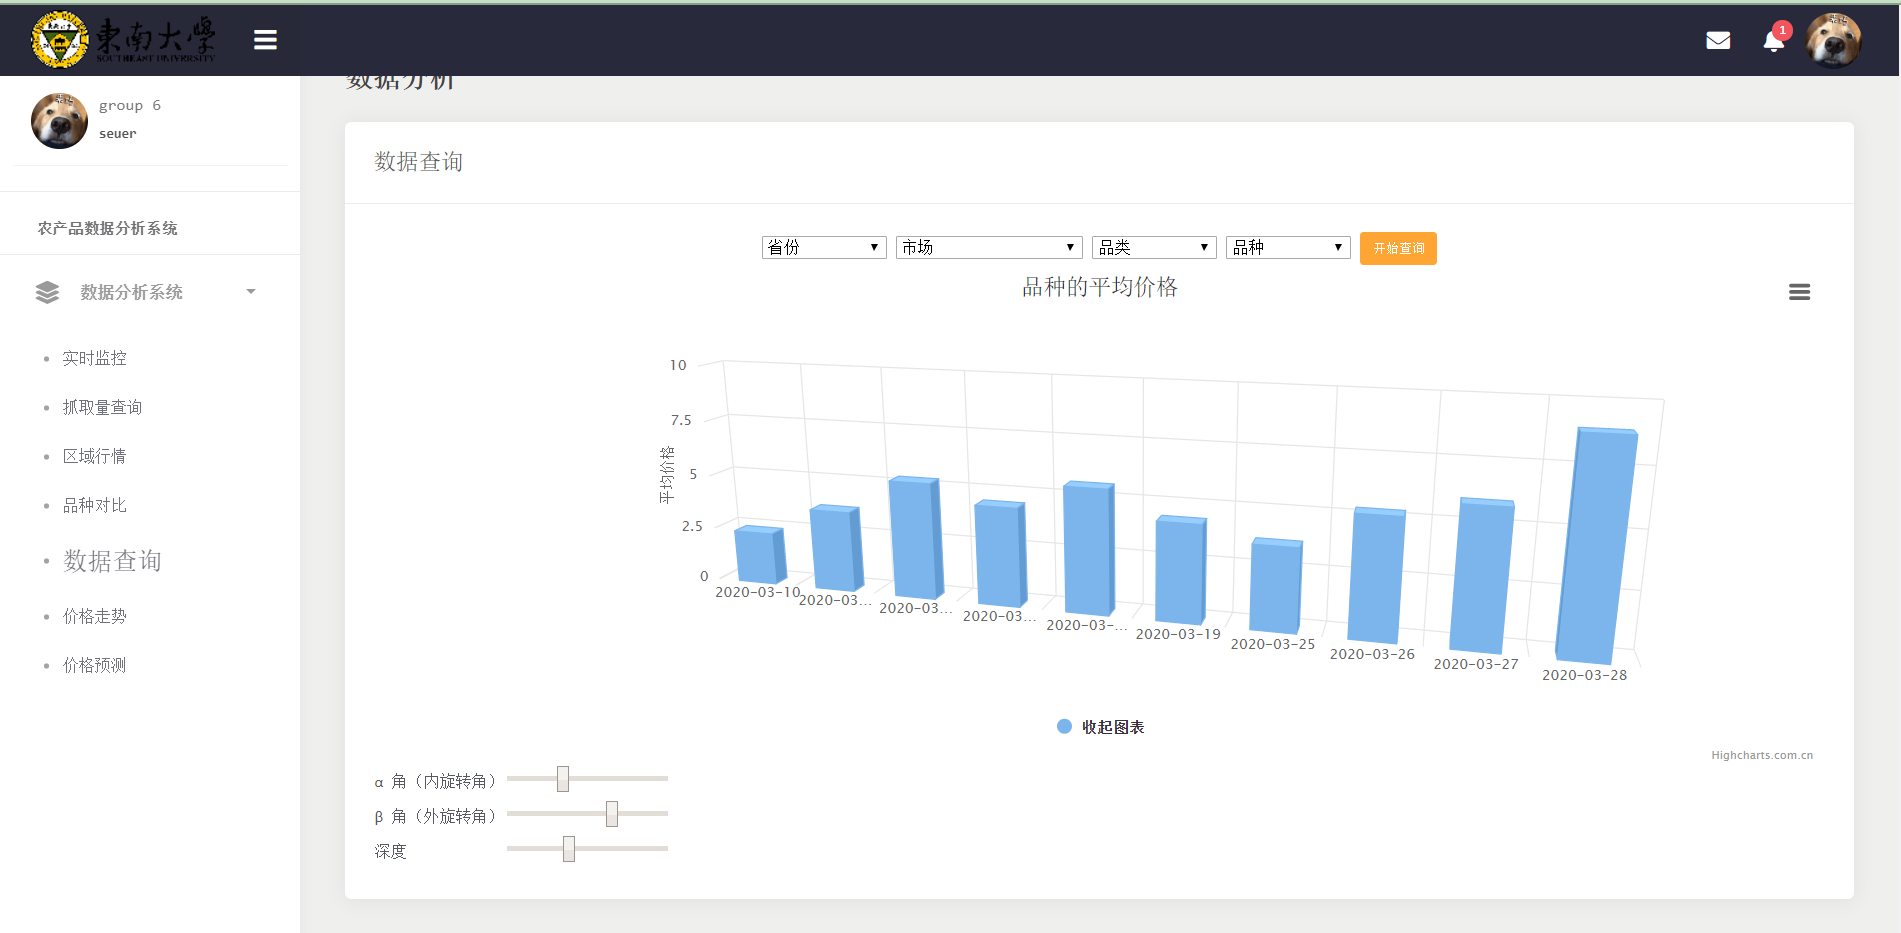 東南大學
SOUTHEAST UNIVERSITY
1
group 6
seuer
农产品数据分析系统
数据分析系统
实时监控
抓取量查询
区域行情
品种对比
数据查询
价格走势
价格预测
数据分析
数据查询
省份 市场 品类 品种 开始查询
品种的平均价格
平均价格
10
7.5
5
2.5
0
2020-03-10
2020-03...
2020-03...
2020-03...
2020-03-...
2020-03-19
2020-03-25
2020-03-26
2020-03-27
2020-03-28
收起图表
Highcharts.com.cn
α 角（内旋转角）
β 角（外旋转角）
深度